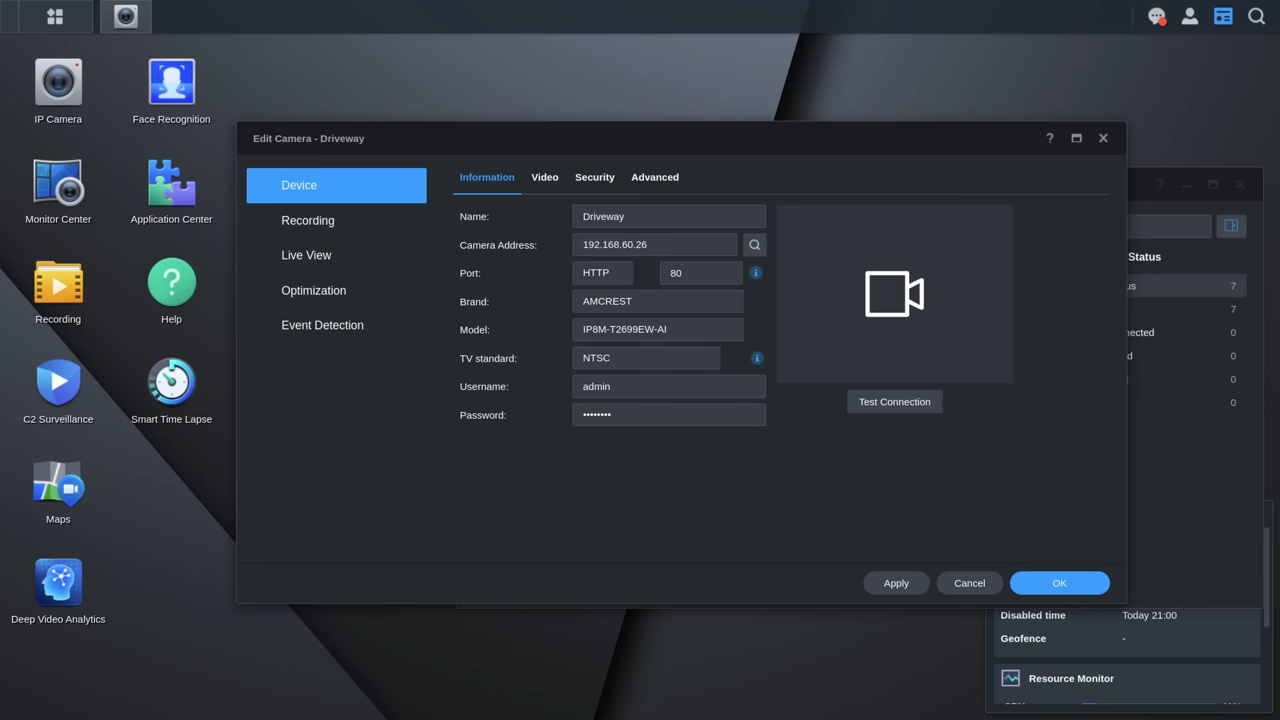 IP Camera
Face Recognition
Monitor Center
Application Center
Recording
Help
C2 Surveillance
Smart Time Lapse
Maps
Deep Video Analytics
Edit Camera - Driveway
?
Device
Recording
Live View
Optimization
Event Detection
Information Video Security Advanced
Name: Driveway
Camera Address: 192.168.60.26
Port: HTTP 80
Brand: AMCREST
Model: IP8M-T2699EW-AI
TV standard: NTSC
Username: admin
Password: ••••••••
Test Connection
Apply Cancel OK
Status
us 7
7
nected 0
d 0
0
0
Disabled time Today 21:00
Geofence -
Resource Monitor